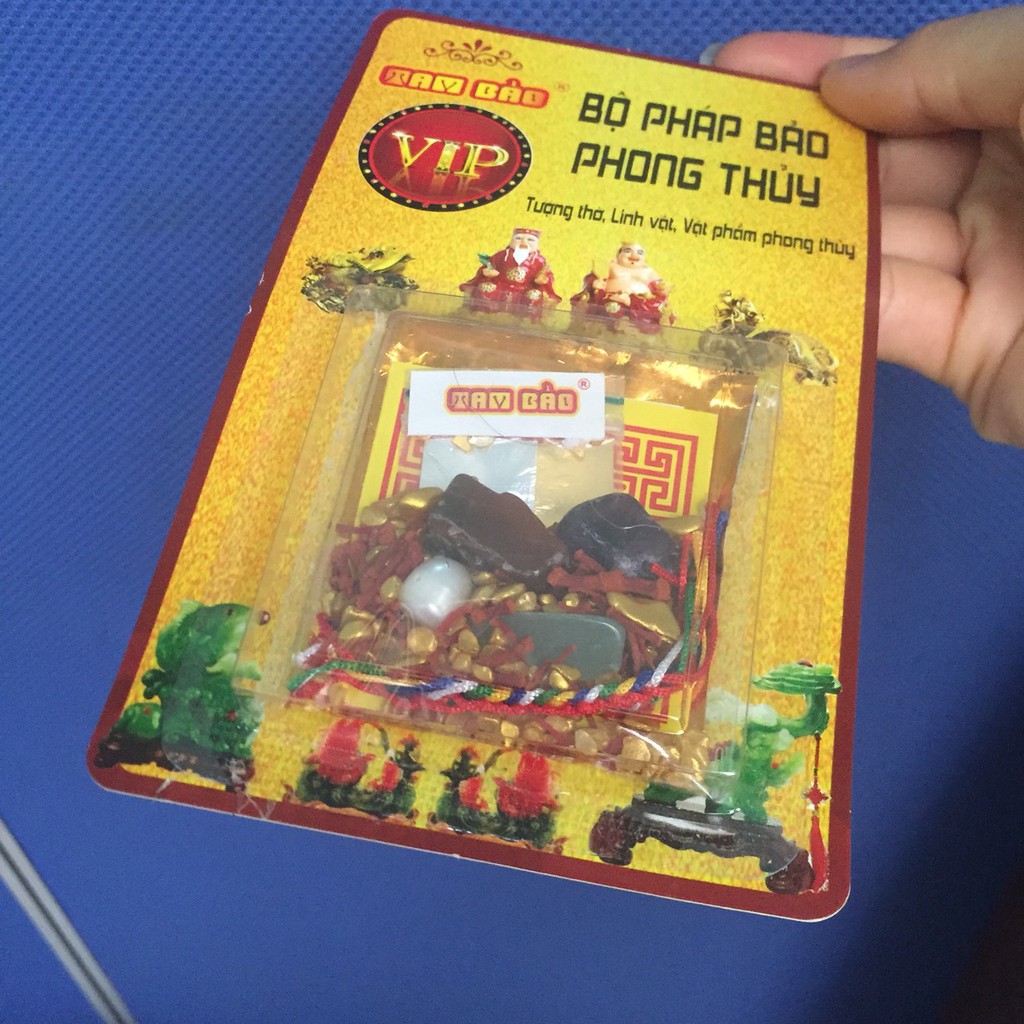 TAM BẢO ®
VIP
BỘ PHÁP BẢO
PHONG THỦY
Tượng thờ, Linh vật, Vật phẩm phong thủy
TAM BẢO ®